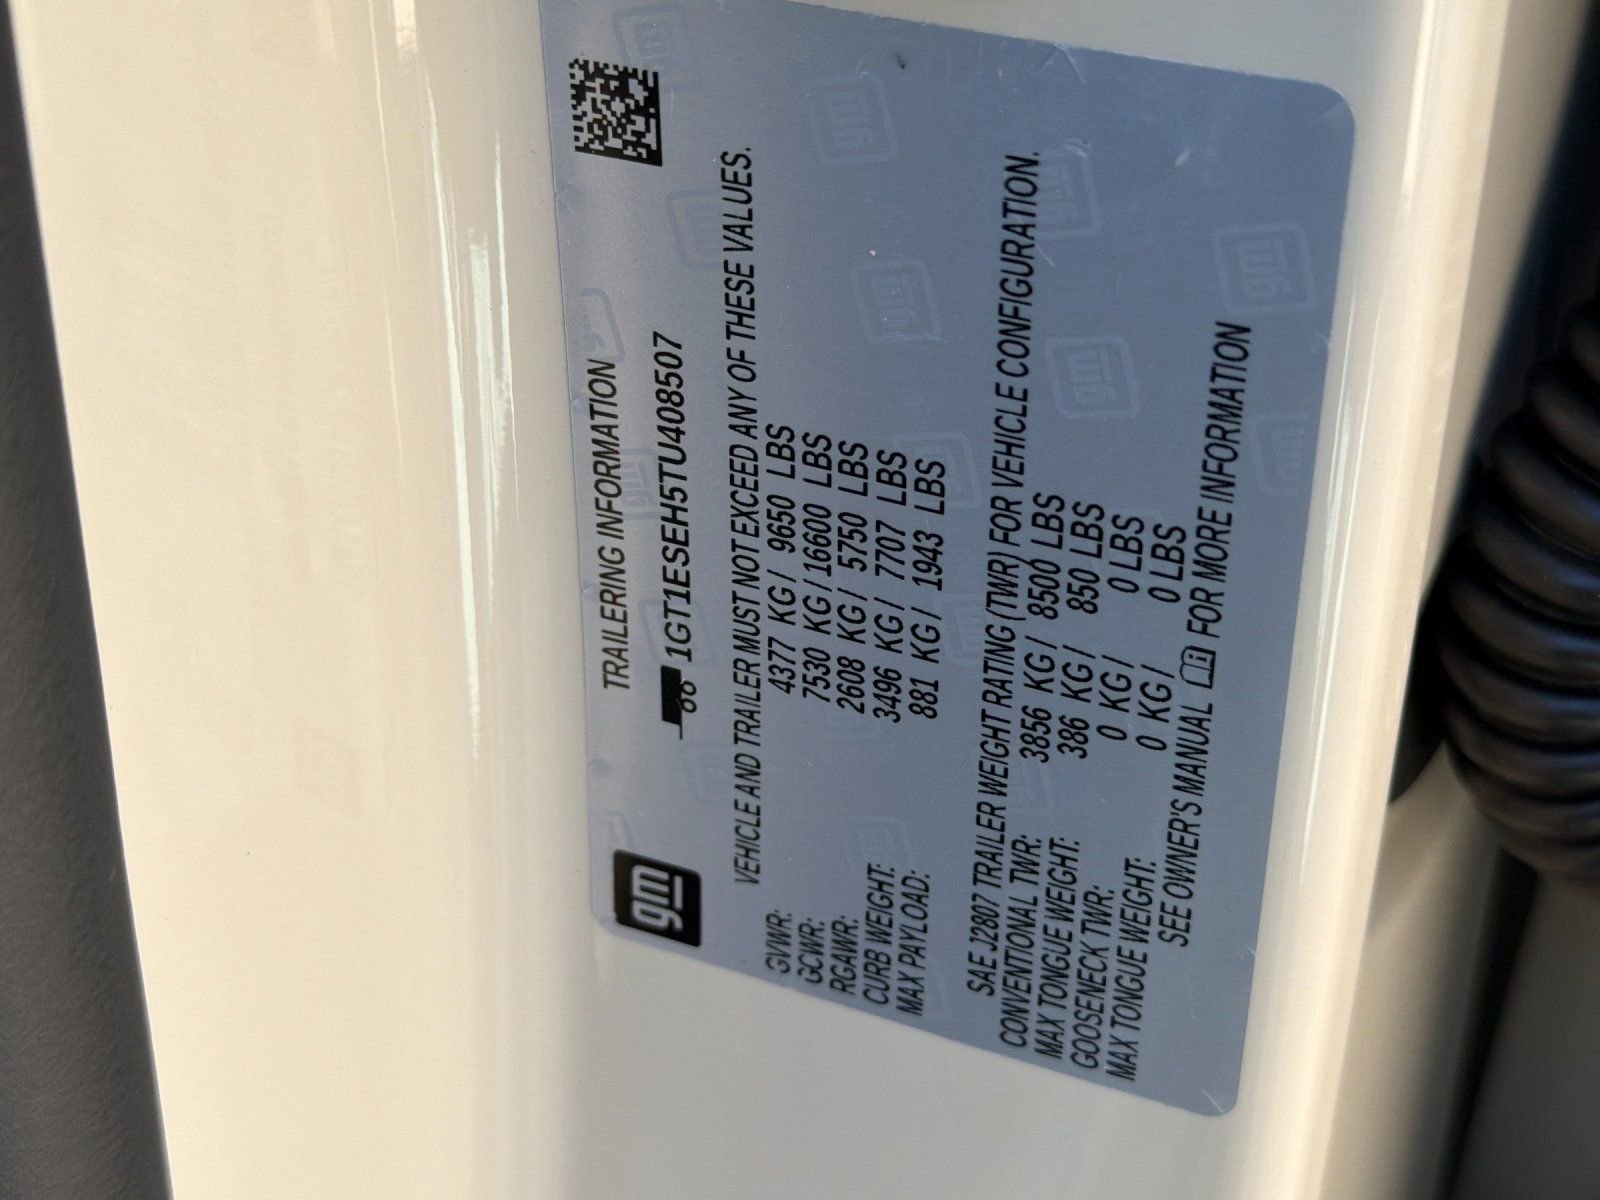 gm
TRAILERING INFORMATION
1GT1ESEH5TU408507
VEHICLE AND TRAILER MUST NOT EXCEED ANY OF THESE VALUES.
GVWR: 4377 KG / 9650 LBS
GCWR: 7530 KG / 16600 LBS
RGAWR: 2608 KG / 5750 LBS
CURB WEIGHT: 3496 KG / 7707 LBS
MAX PAYLOAD: 881 KG / 1943 LBS
SAE J2807 TRAILER WEIGHT RATING (TWR) FOR VEHICLE CONFIGURATION.
CONVENTIONAL TWR: 3856 KG / 8500 LBS
MAX TONGUE WEIGHT: 386 KG / 850 LBS
GOOSENECK TWR: 0 KG / 0 LBS
MAX TONGUE WEIGHT: 0 KG / 0 LBS
SEE OWNER'S MANUAL FOR MORE INFORMATION